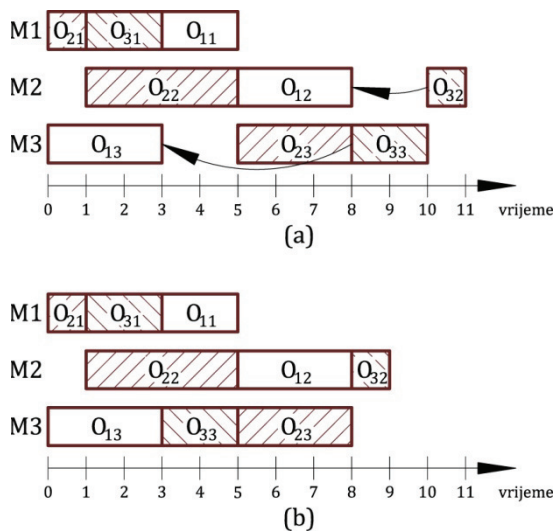 M1 O21 O31 O11
M2 O22 O12 O32
M3 O13 O23 O33
0 1 2 3 4 5 6 7 8 9 10 11 vrijeme
(a)
M1 O21 O31 O11
M2 O22 O12 O32
M3 O13 O33 O23
0 1 2 3 4 5 6 7 8 9 10 11 vrijeme
(b)